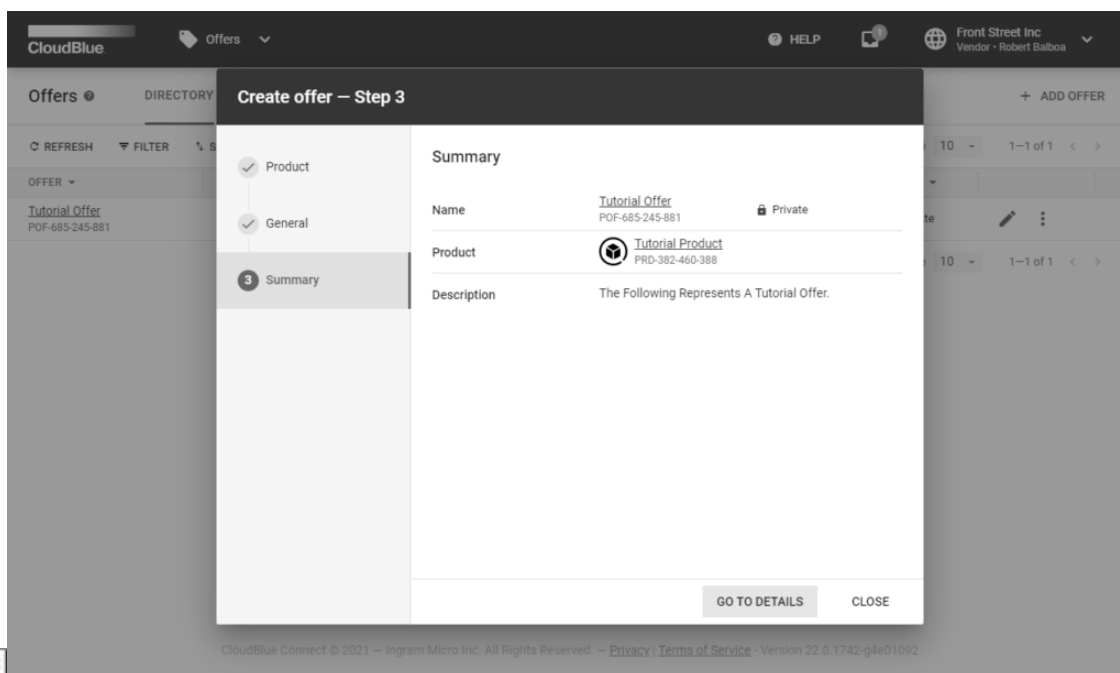 CloudBlue
Offers
HELP
1
Front Street Inc
Vendor • Robert Balboa
Offers
DIRECTORY
+ ADD OFFER
REFRESH
FILTER
S
10
1–1 of 1
OFFER
Tutorial Offer
POF-685-245-881
te
10
1–1 of 1
Create offer — Step 3
Product
General
3 Summary
Summary
Name
Tutorial Offer
POF-685-245-881
Private
Product
Tutorial Product
PRD-382-460-388
Description
The Following Represents A Tutorial Offer.
GO TO DETAILS
CLOSE
CloudBlue Connect © 2021 — Ingram Micro Inc. All Rights Reserved. — Privacy | Terms of Service - Version 22.0.1742-g4e01092